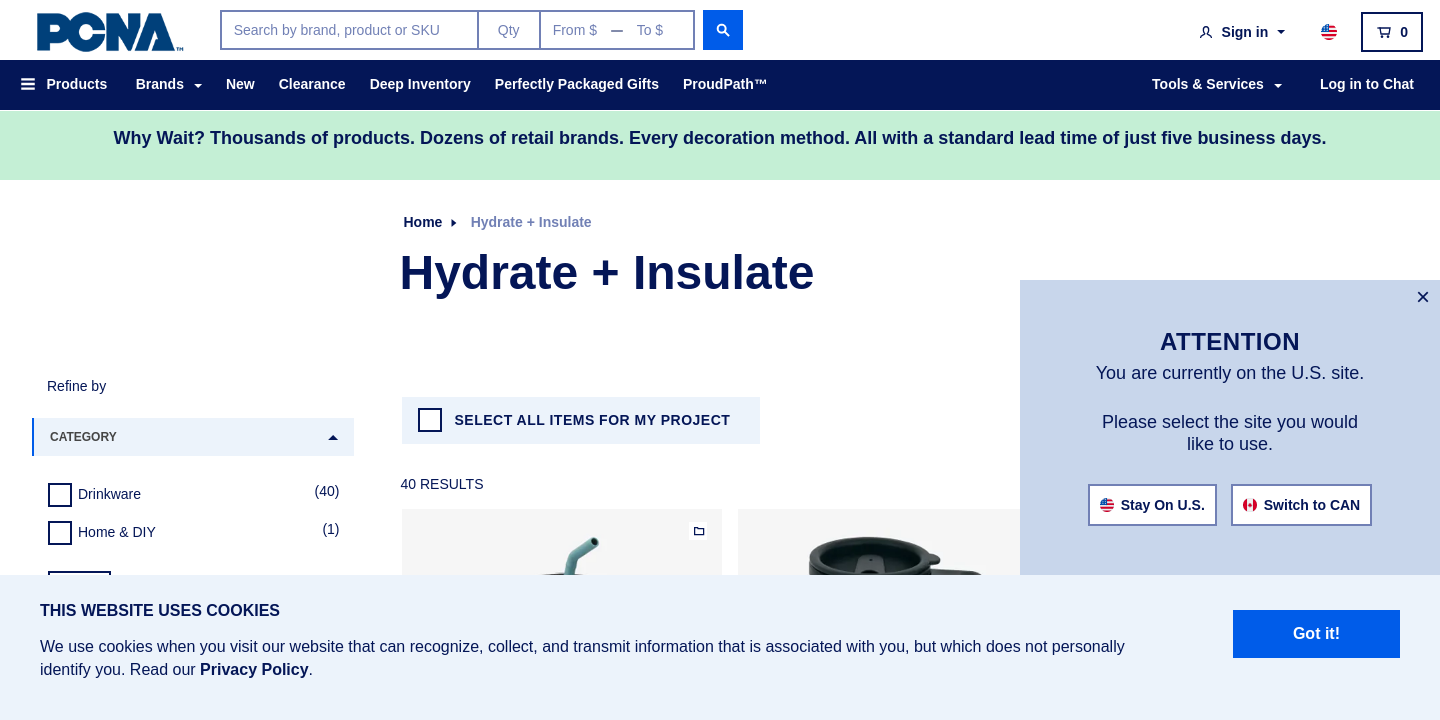 PCNA™
Search by brand, product or SKU
Qty
From $ — To $
Sign in
0
Products
Brands
New
Clearance
Deep Inventory
Perfectly Packaged Gifts
ProudPath™
Tools & Services
Log in to Chat
Why Wait? Thousands of products. Dozens of retail brands. Every decoration method. All with a standard lead time of just five business days.
Home
Hydrate + Insulate
Hydrate + Insulate
Refine by
CATEGORY
Drinkware (40)
Home & DIY (1)
SELECT ALL ITEMS FOR MY PROJECT
40 RESULTS
×
ATTENTION
You are currently on the U.S. site.
Please select the site you would
like to use.
Stay On U.S.
Switch to CAN
THIS WEBSITE USES COOKIES
We use cookies when you visit our website that can recognize, collect, and transmit information that is associated with you, but which does not personally
identify you. Read our Privacy Policy.
Got it!